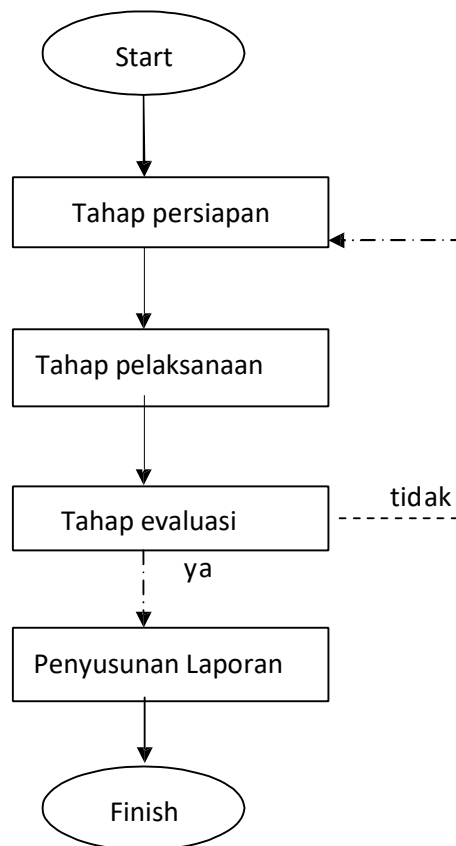 Start
Tahap persiapan
Tahap pelaksanaan
Tahap evaluasi
tidak
ya
Penyusunan Laporan
Finish